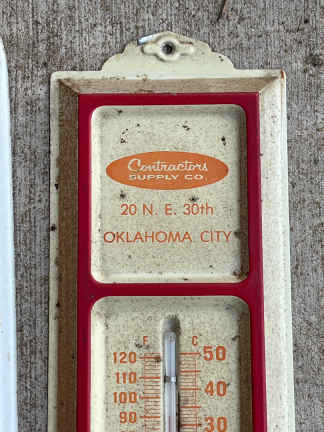 Contractors
SUPPLY CO.
20 N. E. 30th
OKLAHOMA CITY
F C
120 50
110
100 40
90
30